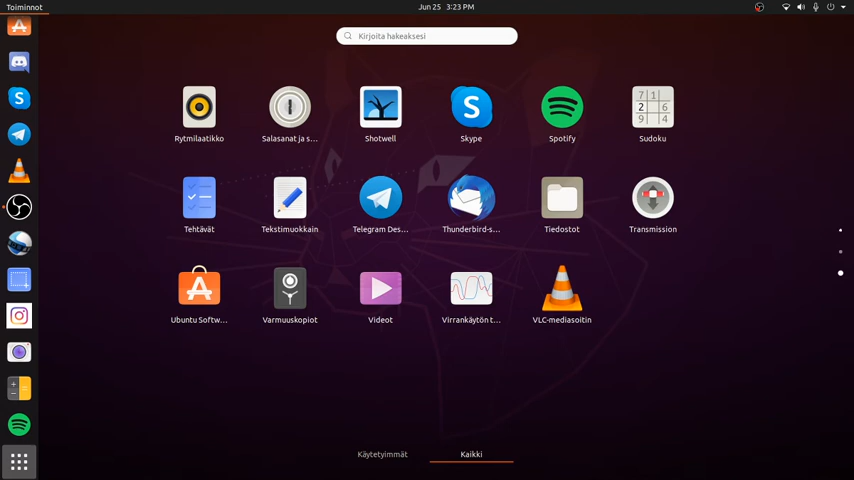 Toiminnot
Jun 25 3:23 PM
Kirjoita hakeaksesi
Rytmilaatikko
Salasanat ja s...
Shotwell
Skype
Spotify
Sudoku
Tehtävät
Tekstimuokkain
Telegram Des...
Thunderbird-s...
Tiedostot
Transmission
Ubuntu Softw...
Varmuuskopiot
Videot
Virrankäytön t...
VLC-mediasoitin
Käytetyimmät
Kaikki